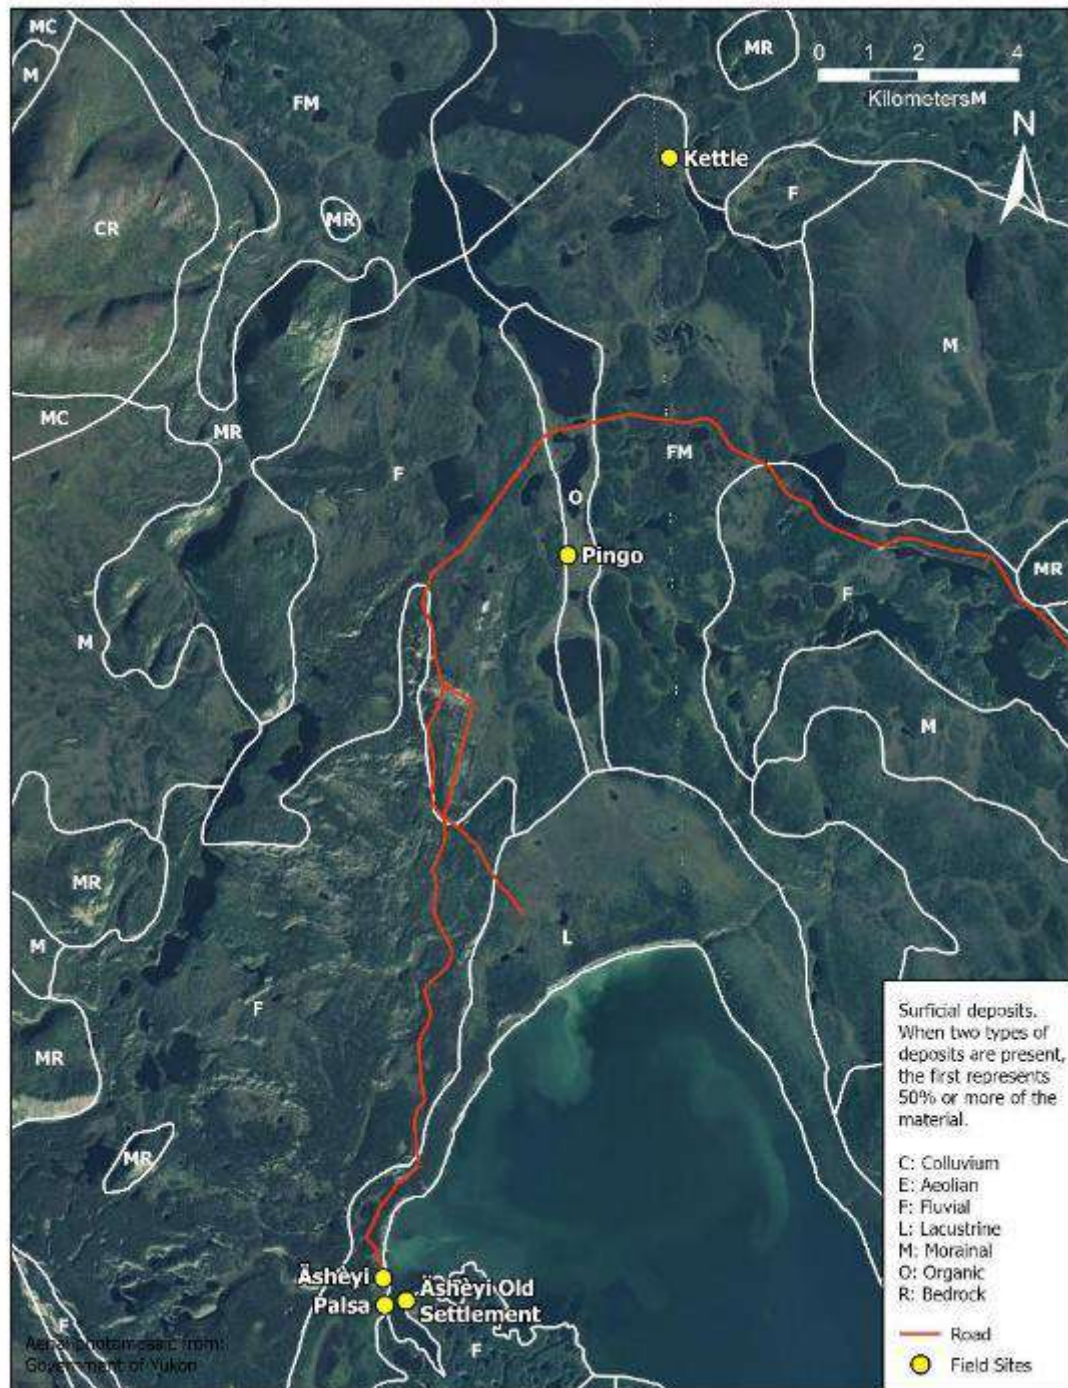 MC
M
FM
MR
0 1 2 4
Kilometers
M
N
Kettle
F
MR
CR
M
MC
MR
F
FM
O
Pingo
MR
F
M
M
MR
M
L
F
MR
MR
Surficial deposits.
When two types of
deposits are present,
the first represents
50% or more of the
material.
C: Colluvium
E: Aeolian
F: Fluvial
L: Lacustrine
M: Morainal
O: Organic
R: Bedrock
Road
Field Sites
Äshèyi
Palsa
Äshèyi Old
Settlement
F
F
Aerial photomosaic from:
Government of Yukon